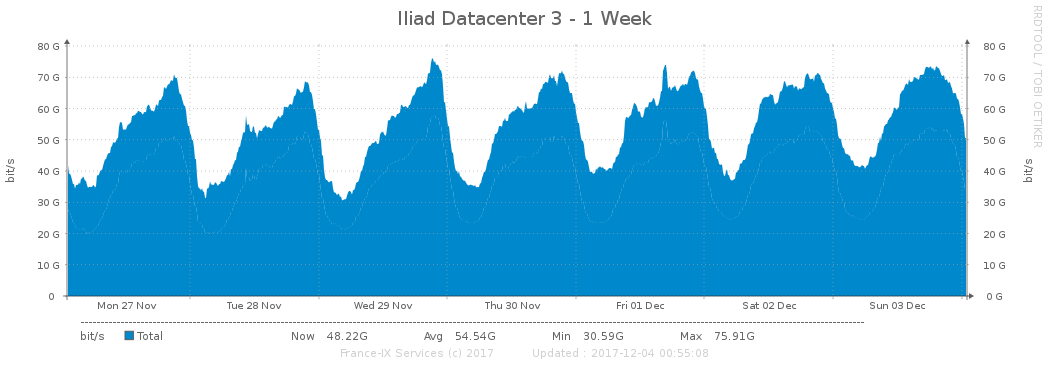 Iliad Datacenter 3 - 1 Week
RRDTOOL / TOBI OETIKER
bit/s
80 G
70 G
60 G
50 G
40 G
30 G
20 G
10 G
0
80 G
70 G
60 G
50 G
40 G
30 G
20 G
10 G
0 G
bit/s
Mon 27 Nov Tue 28 Nov Wed 29 Nov Thu 30 Nov Fri 01 Dec Sat 02 Dec Sun 03 Dec
bit/s Total Now 48.22G Avg 54.54G Min 30.59G Max 75.91G
France-IX Services (c) 2017 Updated : 2017-12-04 00:55:08